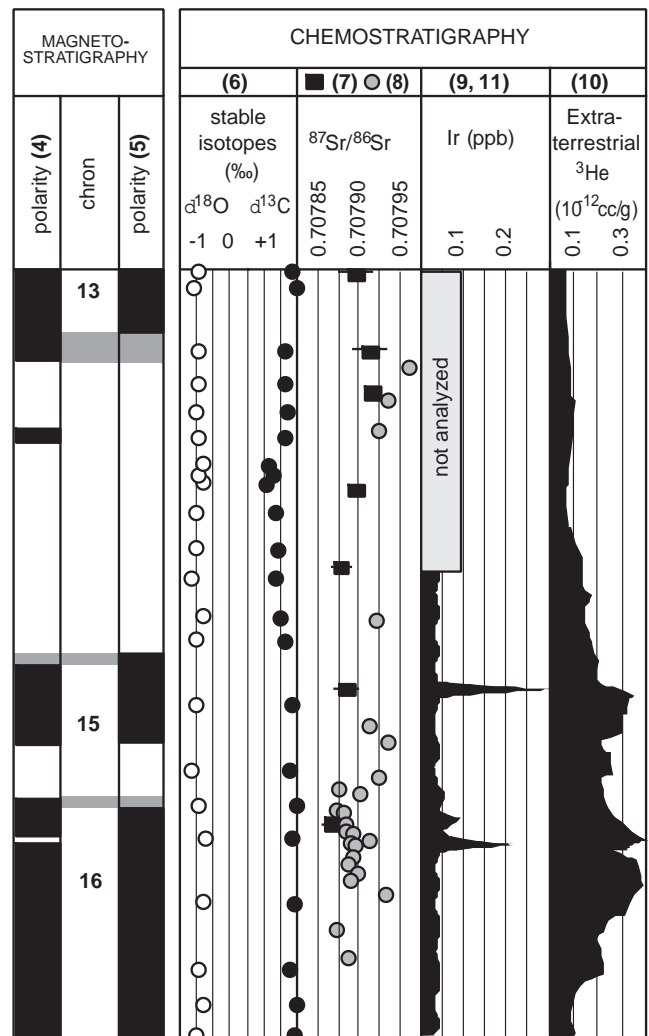 MAGNETO-
STRATIGRAPHY
CHEMOSTRATIGRAPHY
(6)
(7) (8)
(9, 11)
(10)
polarity (4)
chron
polarity (5)
stable
isotopes
(‰)
d18O d13C
-1 0 +1
87Sr/86Sr
0.70785
0.70790
0.70795
Ir (ppb)
0.1
0.2
Extra-
terrestrial
3He
(10-12cc/g)
0.1
0.3
13
not analyzed
15
16